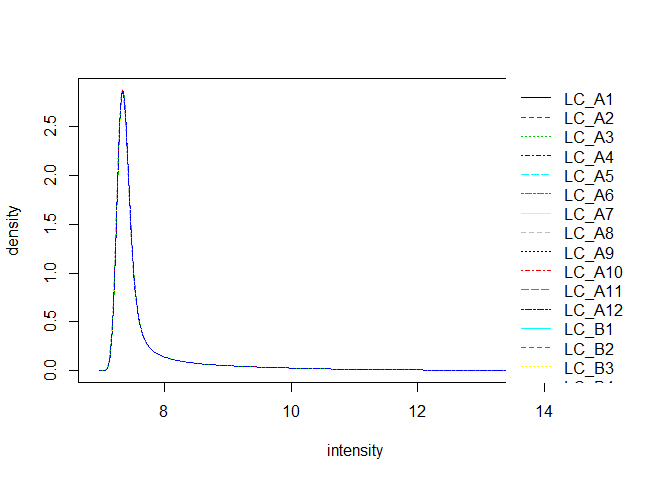 density
2.5
2.0
1.5
1.0
0.5
0.0
8
10
12
14
intensity
LC_A1
LC_A2
LC_A3
LC_A4
LC_A5
LC_A6
LC_A7
LC_A8
LC_A9
LC_A10
LC_A11
LC_A12
LC_B1
LC_B2
LC_B3